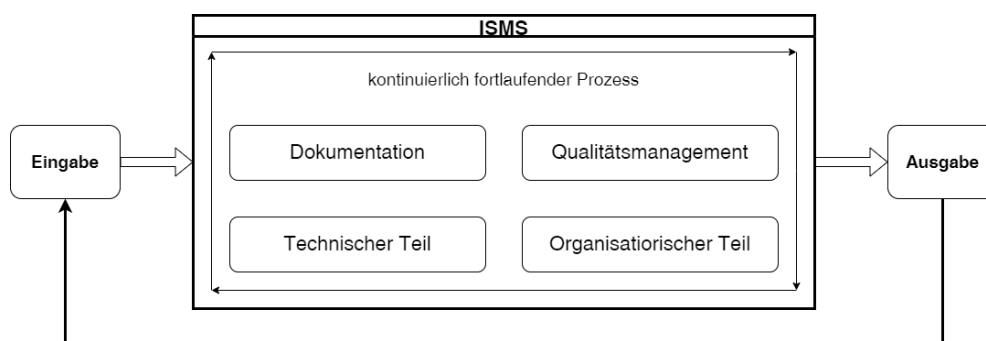 ISMS
kontinuierlich fortlaufender Prozess
Eingabe
Dokumentation
Qualitätsmanagement
Ausgabe
Technischer Teil
Organisatiorischer Teil